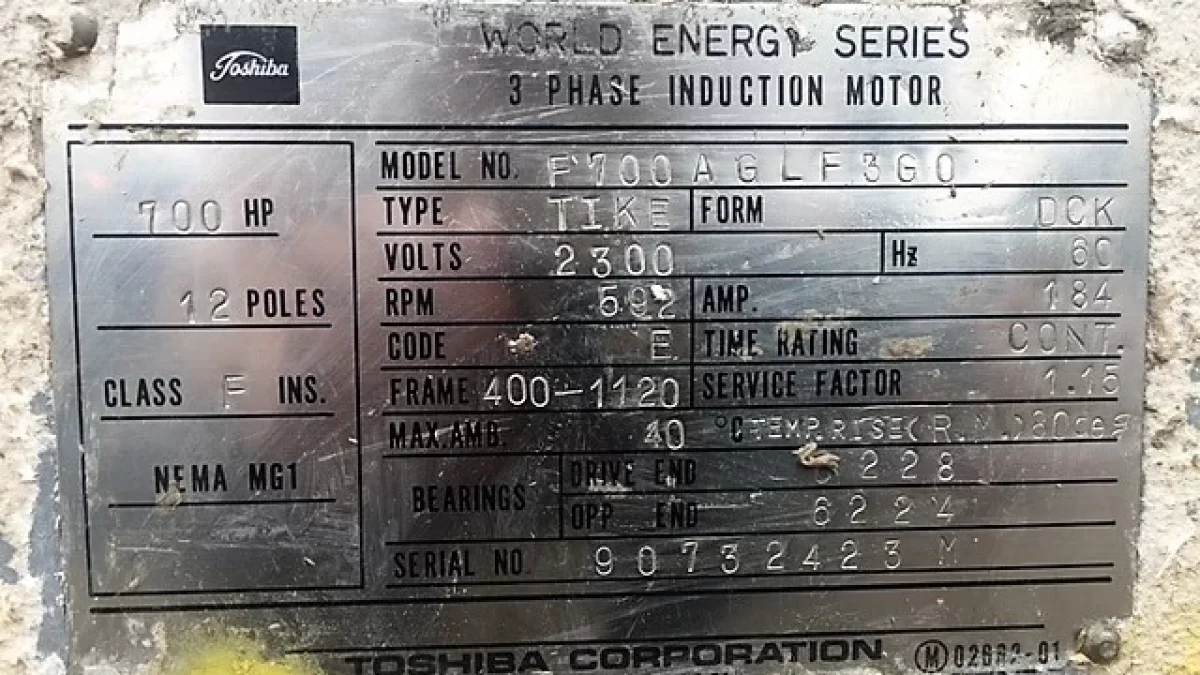 Toshiba
WORLD ENERGY SERIES
3 PHASE INDUCTION MOTOR
700 HP
12 POLES
CLASS F INS.
NEMA MG1
MODEL NO. F700AGLF3G0
TYPE TIKE FORM DCK
VOLTS 2300 Hz 60
RPM 592 AMP. 184
CODE E TIME RATING CONT.
FRAME 400-1120 SERVICE FACTOR 1.15
MAX. AMB. 40 °C TEMP.RISE(R.M.)80deg
BEARINGS
DRIVE END 6228
OPP END 6224
SERIAL NO. 90732423 M
TOSHIBA CORPORATION M